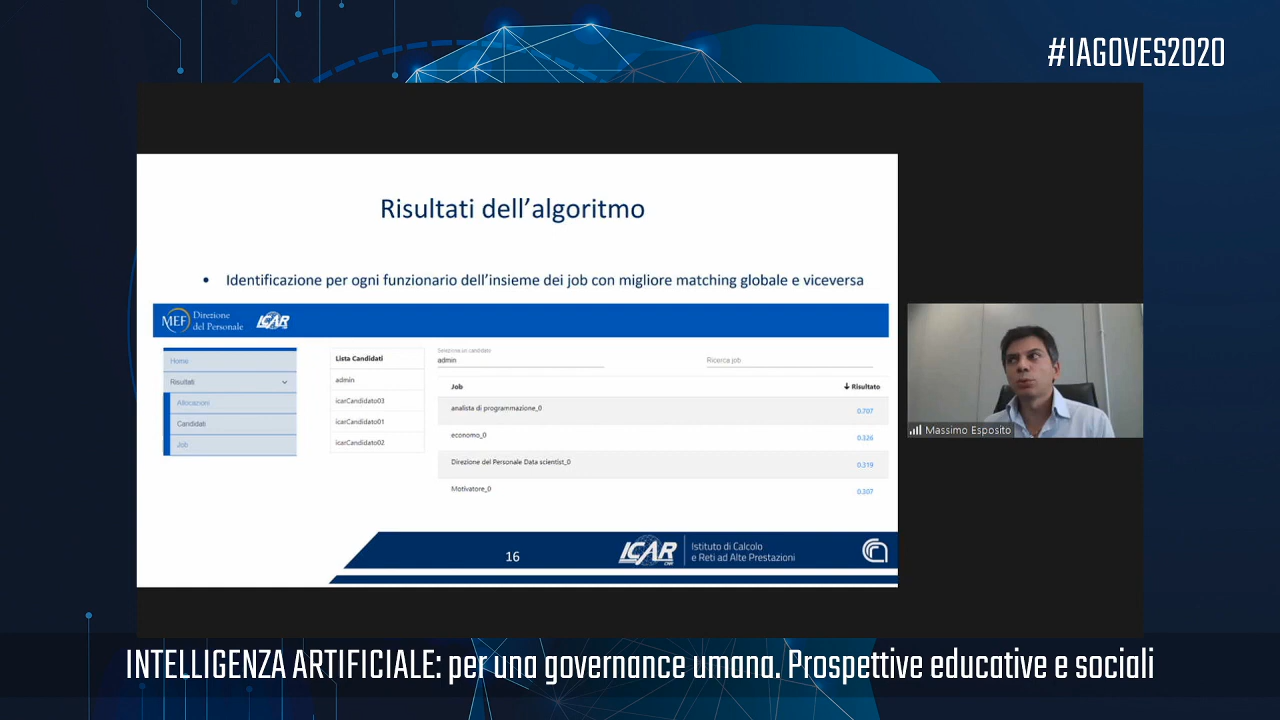 #IAGOVES2020
Risultati dell'algoritmo
• Identificazione per ogni funzionario dell'insieme dei job con migliore matching globale e viceversa
MEF Direzione
del Personale
ICAR
Home
Risultati
Allocazioni
Candidati
Job
Lista Candidati
admin
icarCandidato03
icarCandidato01
icarCandidato02
Seleziona un candidato
admin
Ricerca job
Job Risultato
analista di programmazione_0 0.707
economo_0 0.326
Direzione del Personale Data scientist_0 0.319
Motivatore_0 0.307
16
ICAR CNR
Istituto di Calcolo
e Reti ad Alte Prestazioni
Massimo Esposito
INTELLIGENZA ARTIFICIALE: per una governance umana. Prospettive educative e sociali